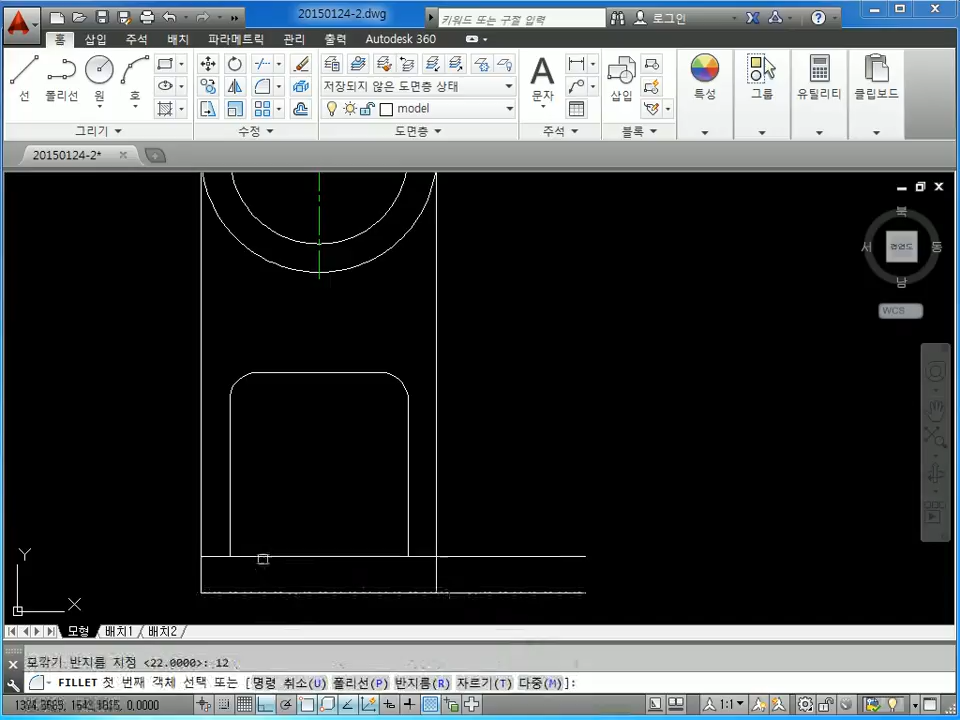 20150124-2.dwg
키워드 또는 구절 입력
로그인
홈 삽입 주석 배치 파라메트릭 관리 출력 Autodesk 360
선 폴리선 원 호
저장되지 않은 도면층 상태
model
문자 삽입 특성 그룹 유틸리티 클립보드
그리기 수정 도면층 주석 블록
20150124-2*
북
서 평면도 동
남
WCS
Y
X
모형 배치1 배치2
모깎기 반지름 지정 <22.0000>: 12
FILLET 첫 번째 객체 선택 또는 [명령 취소(U) 폴리선(P) 반지름(R) 자르기(T) 다중(M)]:
1:1